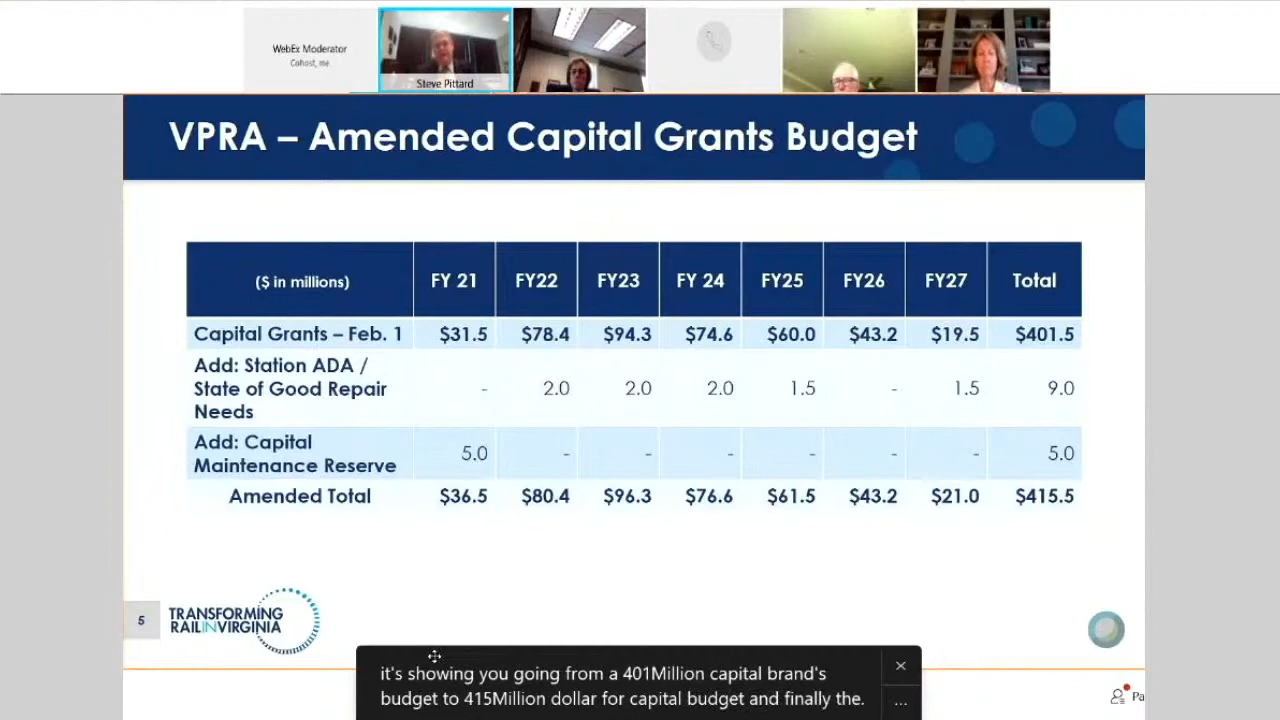 WebEx Moderator
Cohost, me
Steve Pittard
VPRA – Amended Capital Grants Budget
($ in millions) FY 21 FY22 FY23 FY 24 FY25 FY26 FY27 Total
Capital Grants – Feb. 1 $31.5 $78.4 $94.3 $74.6 $60.0 $43.2 $19.5 $401.5
Add: Station ADA /
State of Good Repair - 2.0 2.0 2.0 1.5 - 1.5 9.0
Needs
Add: Capital
Maintenance Reserve 5.0 - - - - - - 5.0
Amended Total $36.5 $80.4 $96.3 $76.6 $61.5 $43.2 $21.0 $415.5
5
TRANSFORMING
RAILINVIRGINIA
it's showing you going from a 401Million capital brand's
budget to 415Million dollar for capital budget and finally the.
Pa